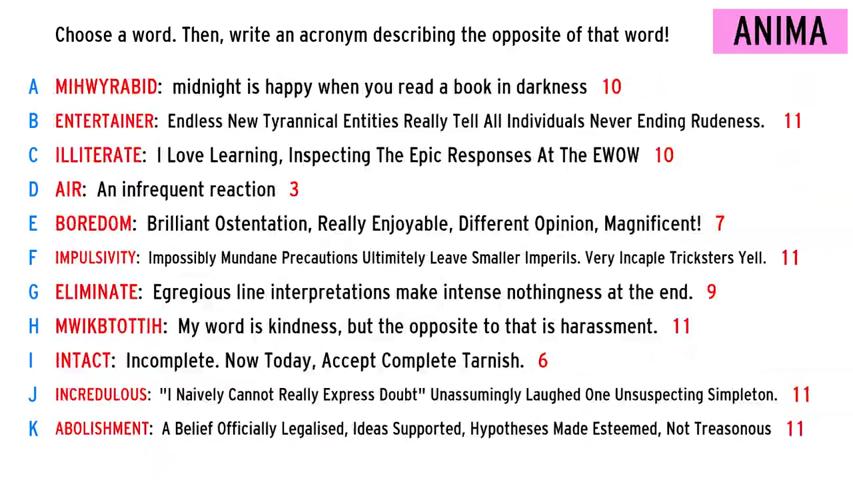 Choose a word. Then, write an acronym describing the opposite of that word!
ANIMA
A MIHWYRABID: midnight is happy when you read a book in darkness 10
B ENTERTAINER: Endless New Tyrannical Entities Really Tell All Individuals Never Ending Rudeness. 11
C ILLITERATE: I Love Learning, Inspecting The Epic Responses At The EWOW 10
D AIR: An infrequent reaction 3
E BOREDOM: Brilliant Ostentation, Really Enjoyable, Different Opinion, Magnificent! 7
F IMPULSIVITY: Impossibly Mundane Precautions Ultimitely Leave Smaller Imperils. Very Incaple Tricksters Yell. 11
G ELIMINATE: Egregious line interpretations make intense nothingness at the end. 9
H MWIKBTOTTIH: My word is kindness, but the opposite to that is harassment. 11
I INTACT: Incomplete. Now Today, Accept Complete Tarnish. 6
J INCREDULOUS: "I Naively Cannot Really Express Doubt" Unassumingly Laughed One Unsuspecting Simpleton. 11
K ABOLISHMENT: A Belief Officially Legalised, Ideas Supported, Hypotheses Made Esteemed, Not Treasonous 11